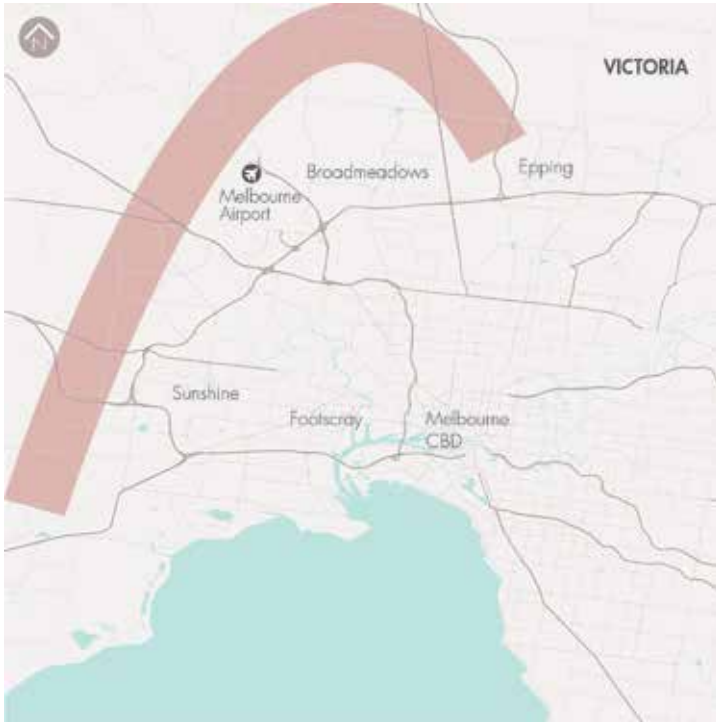 N
VICTORIA
Broadmeadows
Epping
Melbourne
Airport
Sunshine
Footscray
Melbourne
CBD